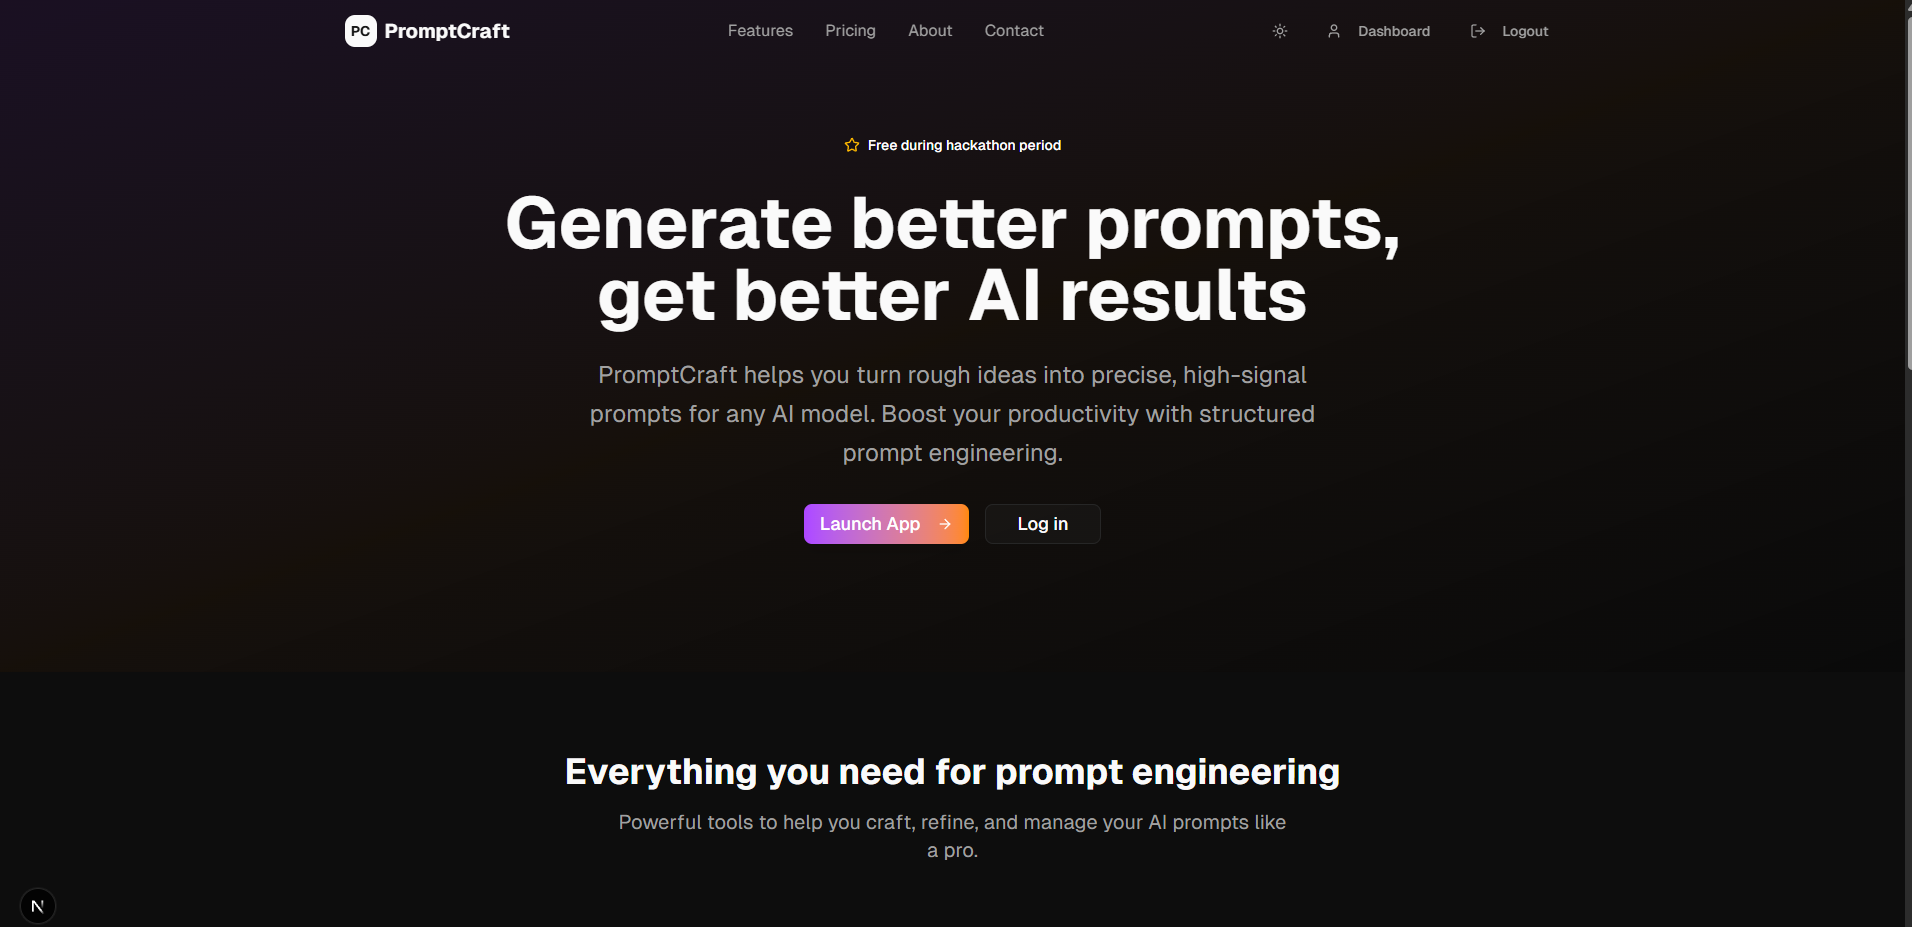 PC PromptCraft Features Pricing About Contact Dashboard Logout
Free during hackathon period
Generate better prompts,
get better AI results
PromptCraft helps you turn rough ideas into precise, high-signal
prompts for any AI model. Boost your productivity with structured
prompt engineering.
Launch App Log in
Everything you need for prompt engineering
Powerful tools to help you craft, refine, and manage your AI prompts like
a pro.
N